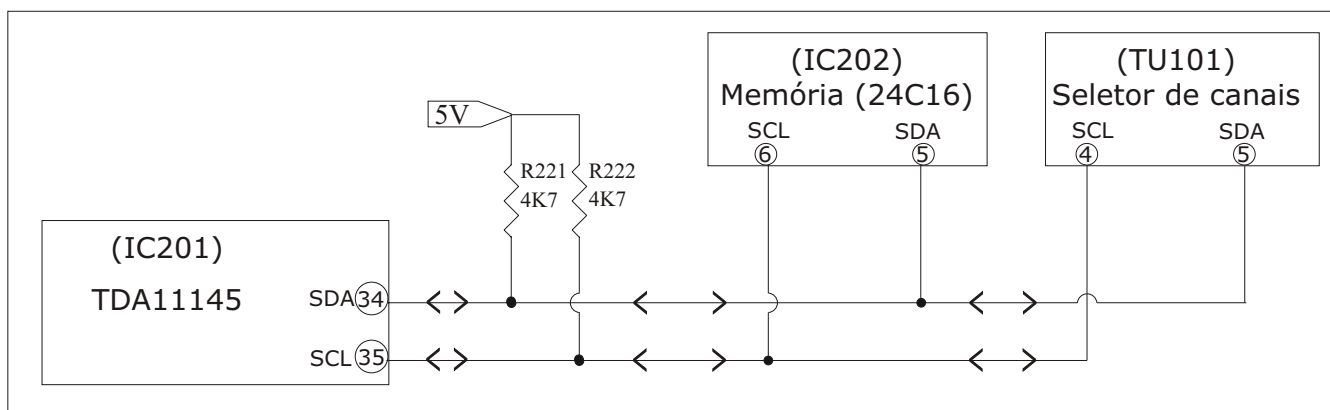 (IC202)
Memória (24C16)
SCL
SDA
6
5
(TU101)
Seletor de canais
SCL
SDA
4
5
5V
R221
4K7
R222
4K7
(IC201)
TDA11145
SDA 34
SCL 35